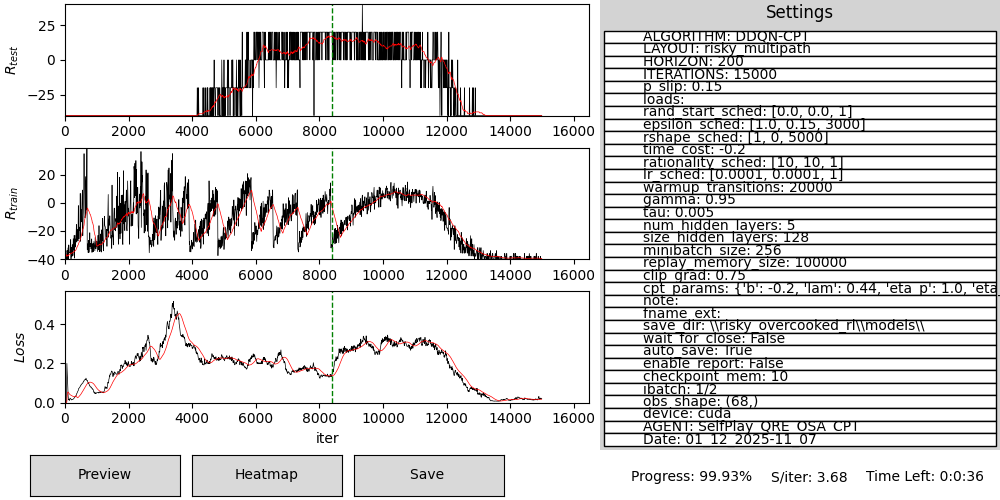 Settings
R_test
25
0
−25
0 2000 4000 6000 8000 10000 12000 14000 16000
R_train
20
0
−20
−40
0 2000 4000 6000 8000 10000 12000 14000 16000
Loss
0.4
0.2
0.0
0 2000 4000 6000 8000 10000 12000 14000 16000
iter
ALGORITHM: DDQN-CPT
LAYOUT: risky_multipath
HORIZON: 200
ITERATIONS: 15000
p_slip: 0.15
loads:
rand_start_sched: [0.0, 0.0, 1]
epsilon_sched: [1.0, 0.15, 3000]
rshape_sched: [1, 0, 5000]
time_cost: -0.2
rationality_sched: [10, 10, 1]
lr_sched: [0.0001, 0.0001, 1]
warmup_transitions: 20000
gamma: 0.95
tau: 0.005
num_hidden_layers: 5
size_hidden_layers: 128
minibatch_size: 256
replay_memory_size: 100000
clip_grad: 0.75
cpt_params: {'b': -0.2, 'lam': 0.44, 'eta_p': 1.0, 'eta_
note:
fname_ext:
save_dir: \\risky_overcooked_rl\\models\\
wait_for_close: False
auto_save: True
enable_report: False
checkpoint_mem: 10
ibatch: 1/2
obs_shape: (68,)
device: cuda
AGENT: SelfPlay_QRE_OSA_CPT
Date: 01_12_2025-11_07
Preview
Heatmap
Save
Progress: 99.93% S/iter: 3.68 Time Left: 0:0:36